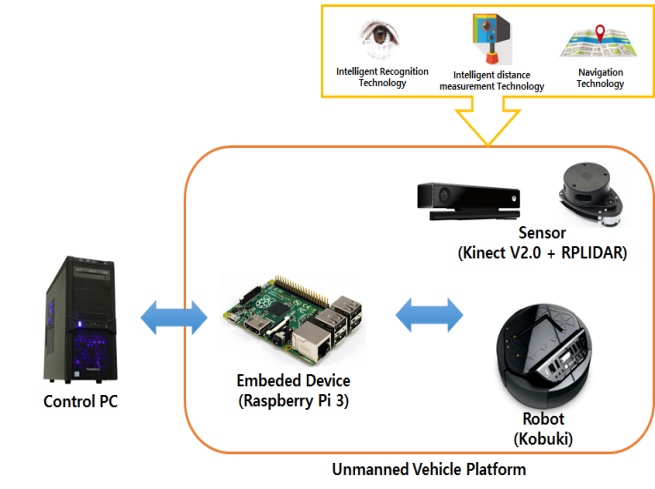 Intelligent Recognition
Technology
Intelligent distance
measurement Technology
Navigation
Technology
Sensor
(Kinect V2.0 + RPLIDAR)
Control PC
Embeded Device
(Raspberry Pi 3)
Robot
(Kobuki)
Unmanned Vehicle Platform